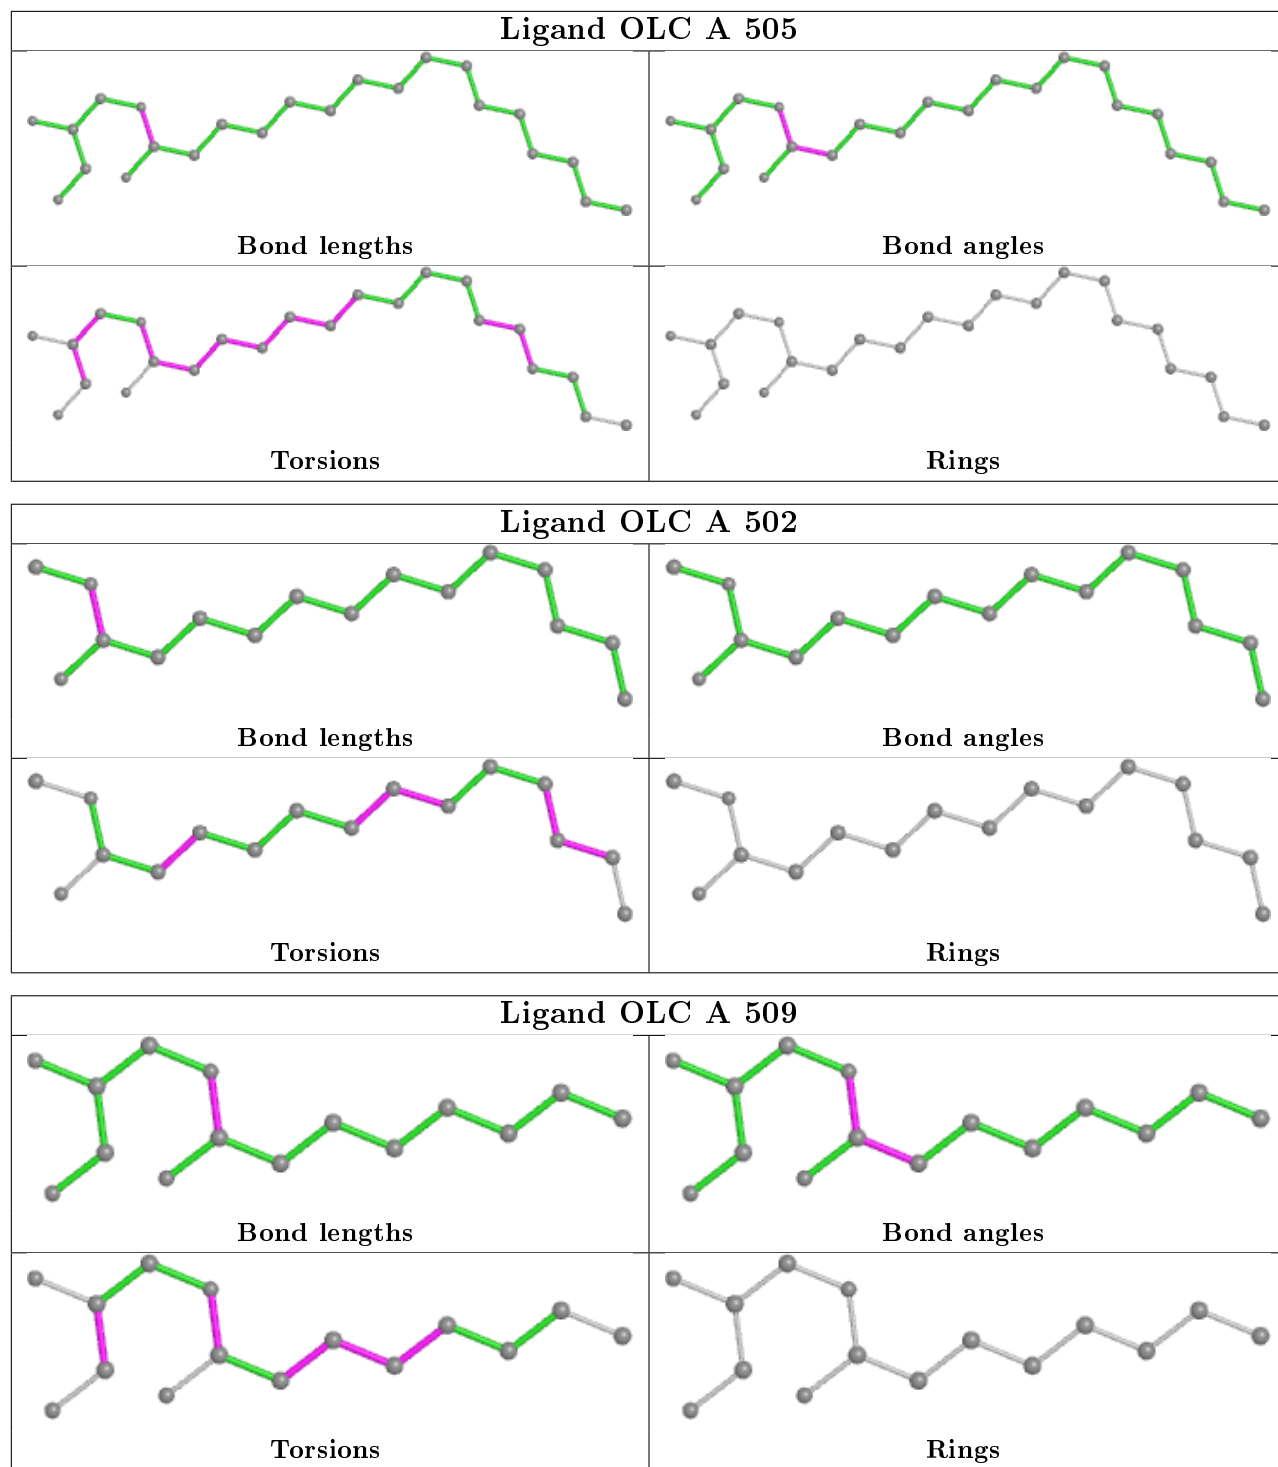 Ligand OLC A 505
Bond lengths
Bond angles
Torsions
Rings
Ligand OLC A 502
Bond lengths
Bond angles
Torsions
Rings
Ligand OLC A 509
Bond lengths
Bond angles
Torsions
Rings